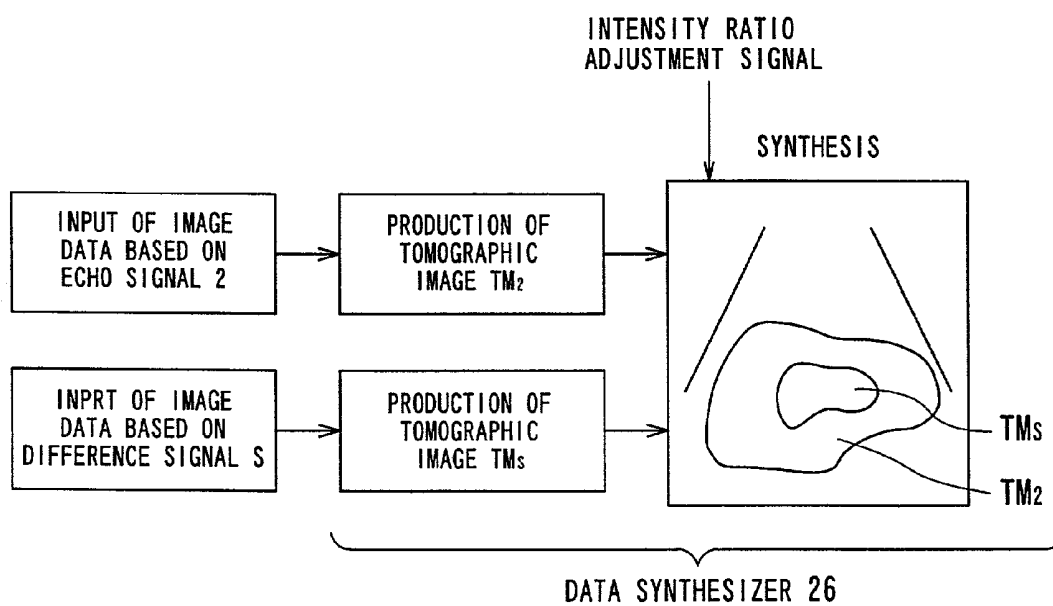 INTENSITY RATIO
ADJUSTMENT SIGNAL
SYNTHESIS
INPUT OF IMAGE
DATA BASED ON
ECHO SIGNAL 2
PRODUCTION OF
TOMOGRAPHIC
IMAGE TM2
INPRT OF IMAGE
DATA BASED ON
DIFFERENCE SIGNAL S
PRODUCTION OF
TOMOGRAPHIC
IMAGE TMs
TMs
TM2
DATA SYNTHESIZER 26